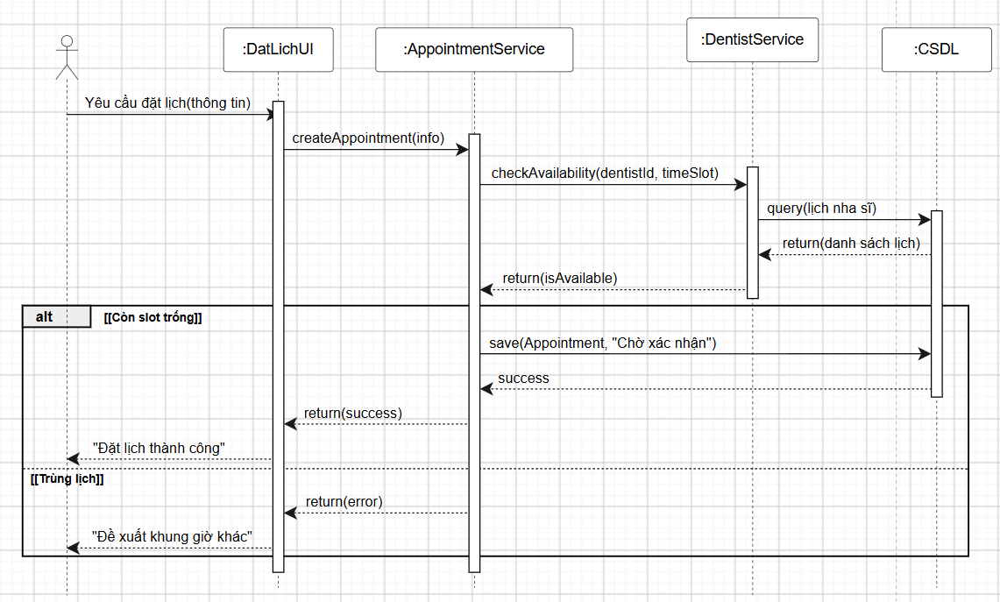 :DatLichUI
:AppointmentService
:DentistService
:CSDL
Yêu cầu đặt lịch(thông tin)
createAppointment(info)
checkAvailability(dentistId, timeSlot)
query(lịch nha sĩ)
return(danh sách lịch)
return(isAvailable)
alt
[[Còn slot trống]]
save(Appointment, "Chờ xác nhận")
success
return(success)
"Đặt lịch thành công"
[[Trùng lịch]]
return(error)
"Đề xuất khung giờ khác"